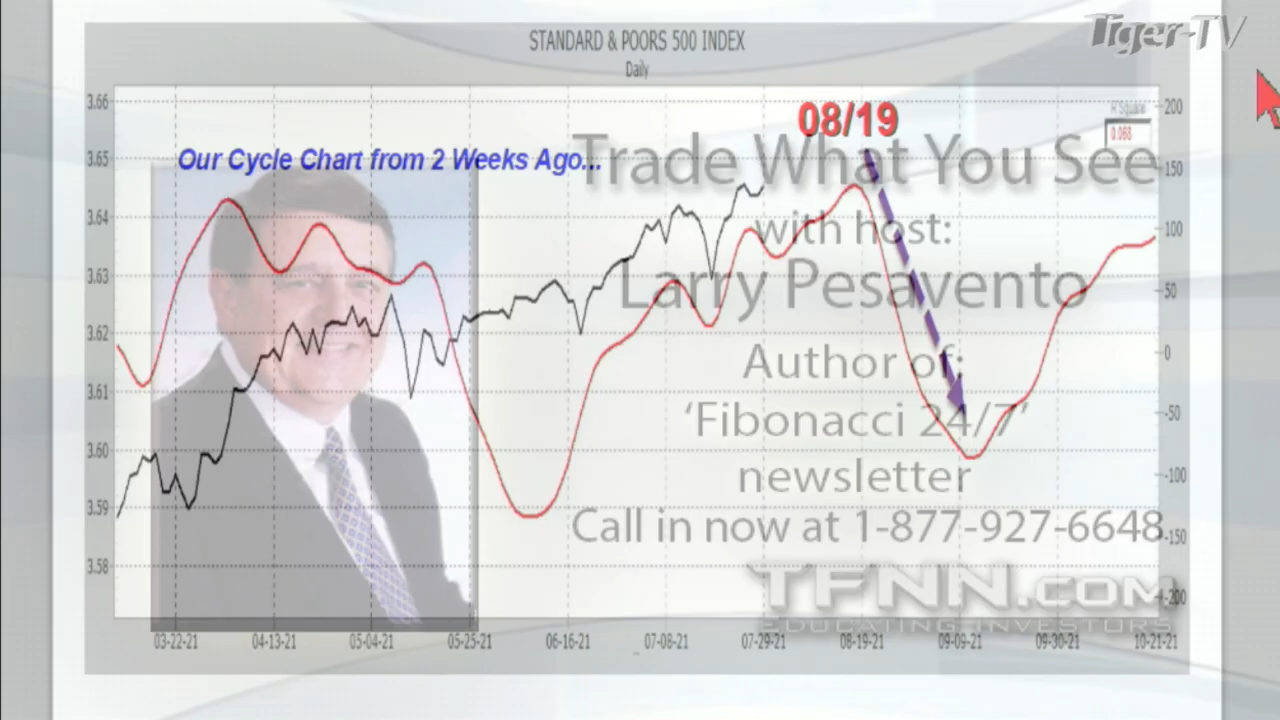 Tiger-TV
STANDARD & POORS 500 INDEX
Daily
3.66
3.65
3.64
3.63
3.62
3.61
3.60
3.59
3.58
200
150
100
50
0
-50
-100
-150
-200
R Square
0.068
08/19
Our Cycle Chart from 2 Weeks Ago...
Trade What You See
with host:
Larry Pesavento
Author of:
‘Fibonacci 24/7’
newsletter
Call in now at 1-877-927-6648
TFNN.COM
EDUCATING INVESTORS
03-22-21 04-13-21 05-04-21 05-25-21 06-16-21 07-08-21 07-29-21 08-19-21 09-09-21 09-30-21 10-21-21